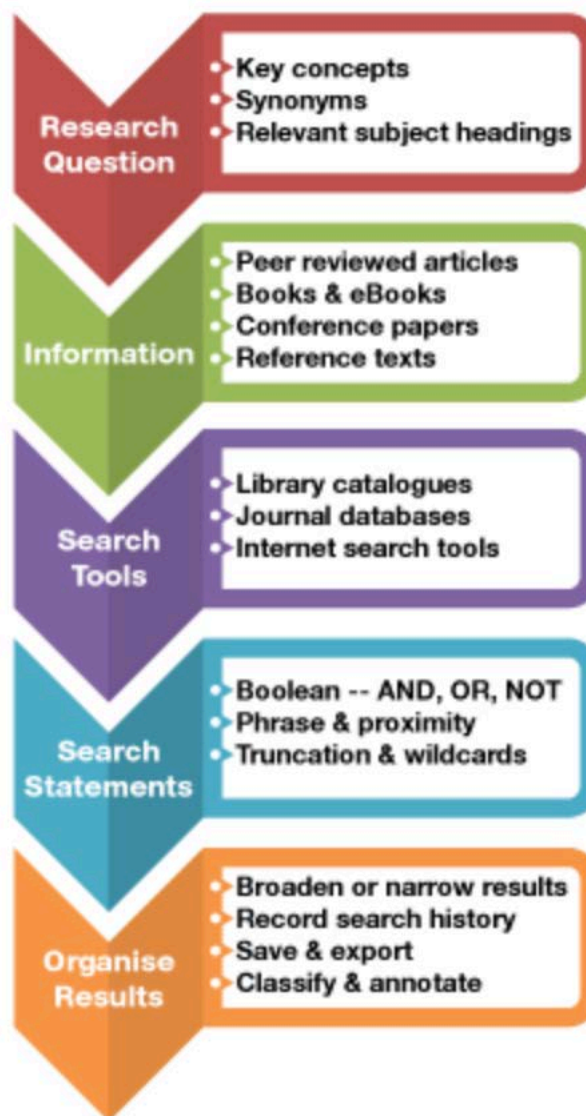 Research
Question
Key concepts
Synonyms
Relevant subject headings
Information
Peer reviewed articles
Books & eBooks
Conference papers
Reference texts
Search
Tools
Library catalogues
Journal databases
Internet search tools
Search
Statements
Boolean -- AND, OR, NOT
Phrase & proximity
Truncation & wildcards
Organise
Results
Broaden or narrow results
Record search history
Save & export
Classify & annotate